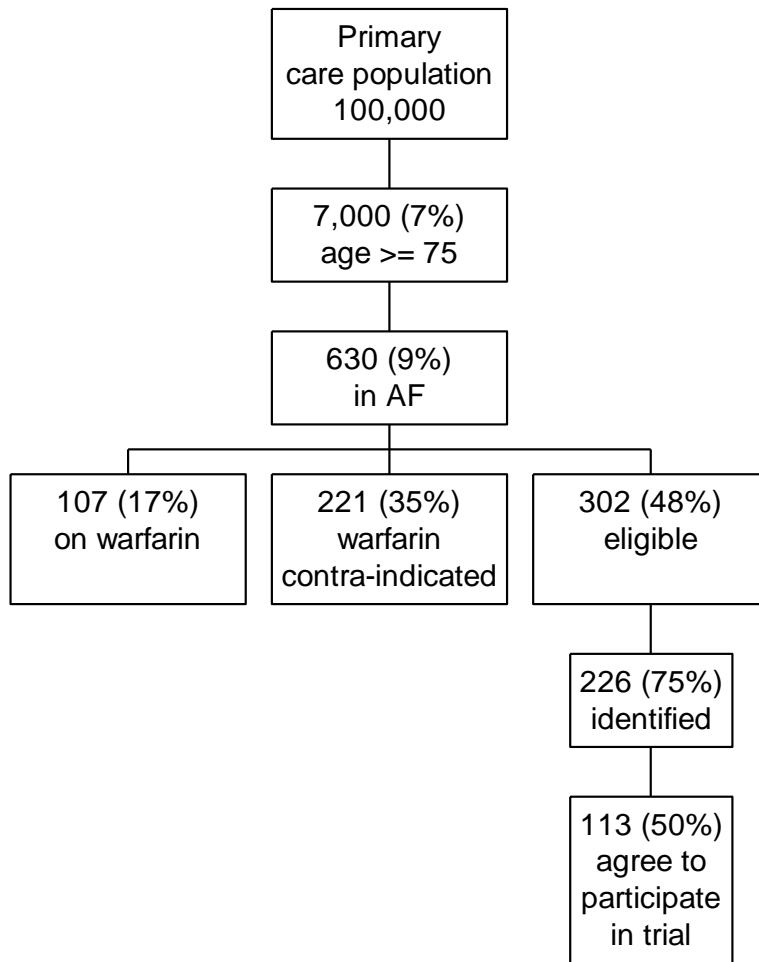 Primary
care population
100,000
7,000 (7%)
age >= 75
630 (9%)
in AF
107 (17%)
on warfarin
221 (35%)
warfarin
contra-indicated
302 (48%)
eligible
226 (75%)
identified
113 (50%)
agree to
participate
in trial